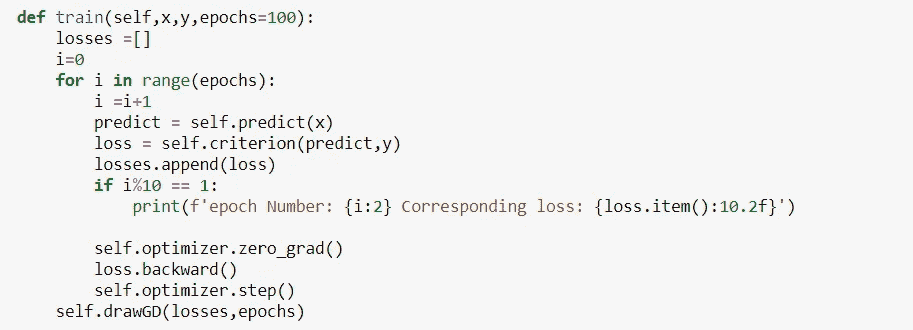 def train(self,x,y,epochs=100):
    losses =[]
    i=0
    for i in range(epochs):
        i =i+1
        predict = self.predict(x)
        loss = self.criterion(predict,y)
        losses.append(loss)
        if i%10 == 1:
            print(f'epoch Number: {i:2} Corresponding loss: {loss.item():10.2f}')

        self.optimizer.zero_grad()
        loss.backward()
        self.optimizer.step()
    self.drawGD(losses,epochs)